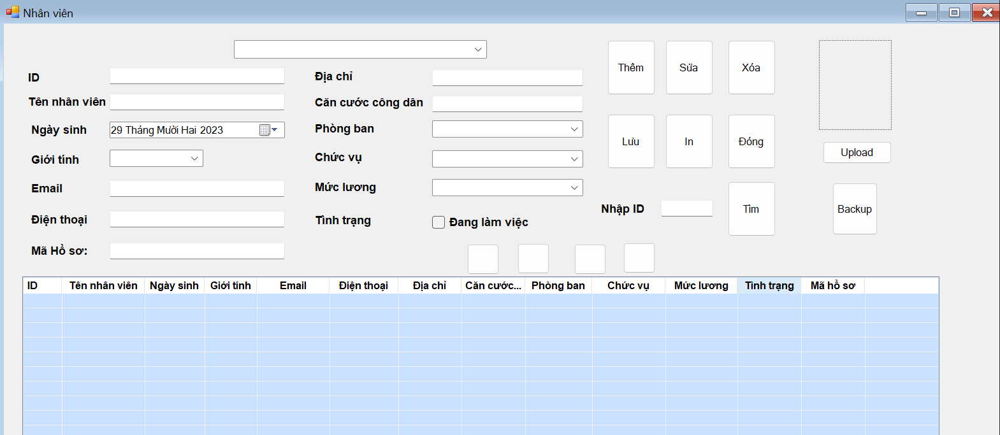 Nhân viên
ID
Địa chỉ
Thêm
Sửa
Xóa
Tên nhân viên
Căn cước công dân
Ngày sinh
29 Tháng Mười Hai 2023
Phòng ban
Lưu
In
Đóng
Upload
Giới tính
Chức vụ
Email
Mức lương
Nhập ID
Tìm
Backup
Điện thoại
Tình trạng
Đang làm việc
Mã Hồ sơ:
ID Tên nhân viên Ngày sinh Giới tính Email Điện thoại Địa chỉ Căn cước... Phòng ban Chức vụ Mức lương Tình trạng Mã hồ sơ